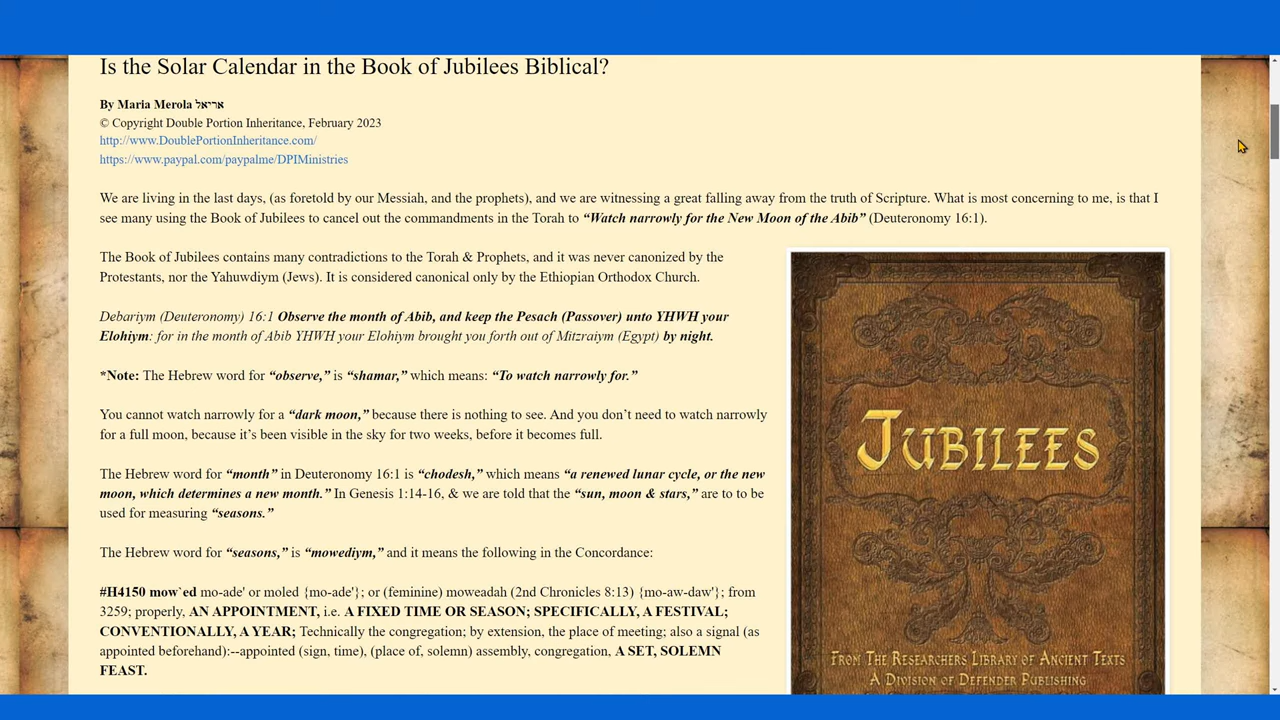 Is the Solar Calendar in the Book of Jubilees Biblical?
By Maria Merola אריאל
© Copyright Double Portion Inheritance, February 2023
http://www.DoublePortionInheritance.com/
https://www.paypal.com/paypalme/DPIMinistries
We are living in the last days, (as foretold by our Messiah, and the prophets), and we are witnessing a great falling away from the truth of Scripture. What is most concerning to me, is that I
see many using the Book of Jubilees to cancel out the commandments in the Torah to “Watch narrowly for the New Moon of the Abib” (Deuteronomy 16:1).
The Book of Jubilees contains many contradictions to the Torah & Prophets, and it was never canonized by the
Protestants, nor the Yahuwdiym (Jews). It is considered canonical only by the Ethiopian Orthodox Church.
Debariym (Deuteronomy) 16:1 Observe the month of Abib, and keep the Pesach (Passover) unto YHWH your
Elohiym: for in the month of Abib YHWH your Elohiym brought you forth out of Mitzraiym (Egypt) by night.
*Note: The Hebrew word for “observe,” is “shamar,” which means: “To watch narrowly for.”
You cannot watch narrowly for a “dark moon,” because there is nothing to see. And you don’t need to watch narrowly
for a full moon, because it’s been visible in the sky for two weeks, before it becomes full.
The Hebrew word for “month” in Deuteronomy 16:1 is “chodesh,” which means “a renewed lunar cycle, or the new
moon, which determines a new month.” In Genesis 1:14-16, & we are told that the “sun, moon & stars,” are to to be
used for measuring “seasons.”
The Hebrew word for “seasons,” is “mowediym,” and it means the following in the Concordance:
#H4150 mow`ed mo-ade' or moled {mo-ade'}; or (feminine) moweadah (2nd Chronicles 8:13) {mo-aw-daw'}; from
3259; properly, AN APPOINTMENT, i.e. A FIXED TIME OR SEASON; SPECIFICALLY, A FESTIVAL;
CONVENTIONALLY, A YEAR; Technically the congregation; by extension, the place of meeting; also a signal (as
appointed beforehand):--appointed (sign, time), (place of, solemn) assembly, congregation, A SET, SOLEMN
FEAST.
JUBILEES
FROM THE RESEARCHERS LIBRARY OF ANCIENT TEXTS
A DIVISION OF DEFENDER PUBLISHING